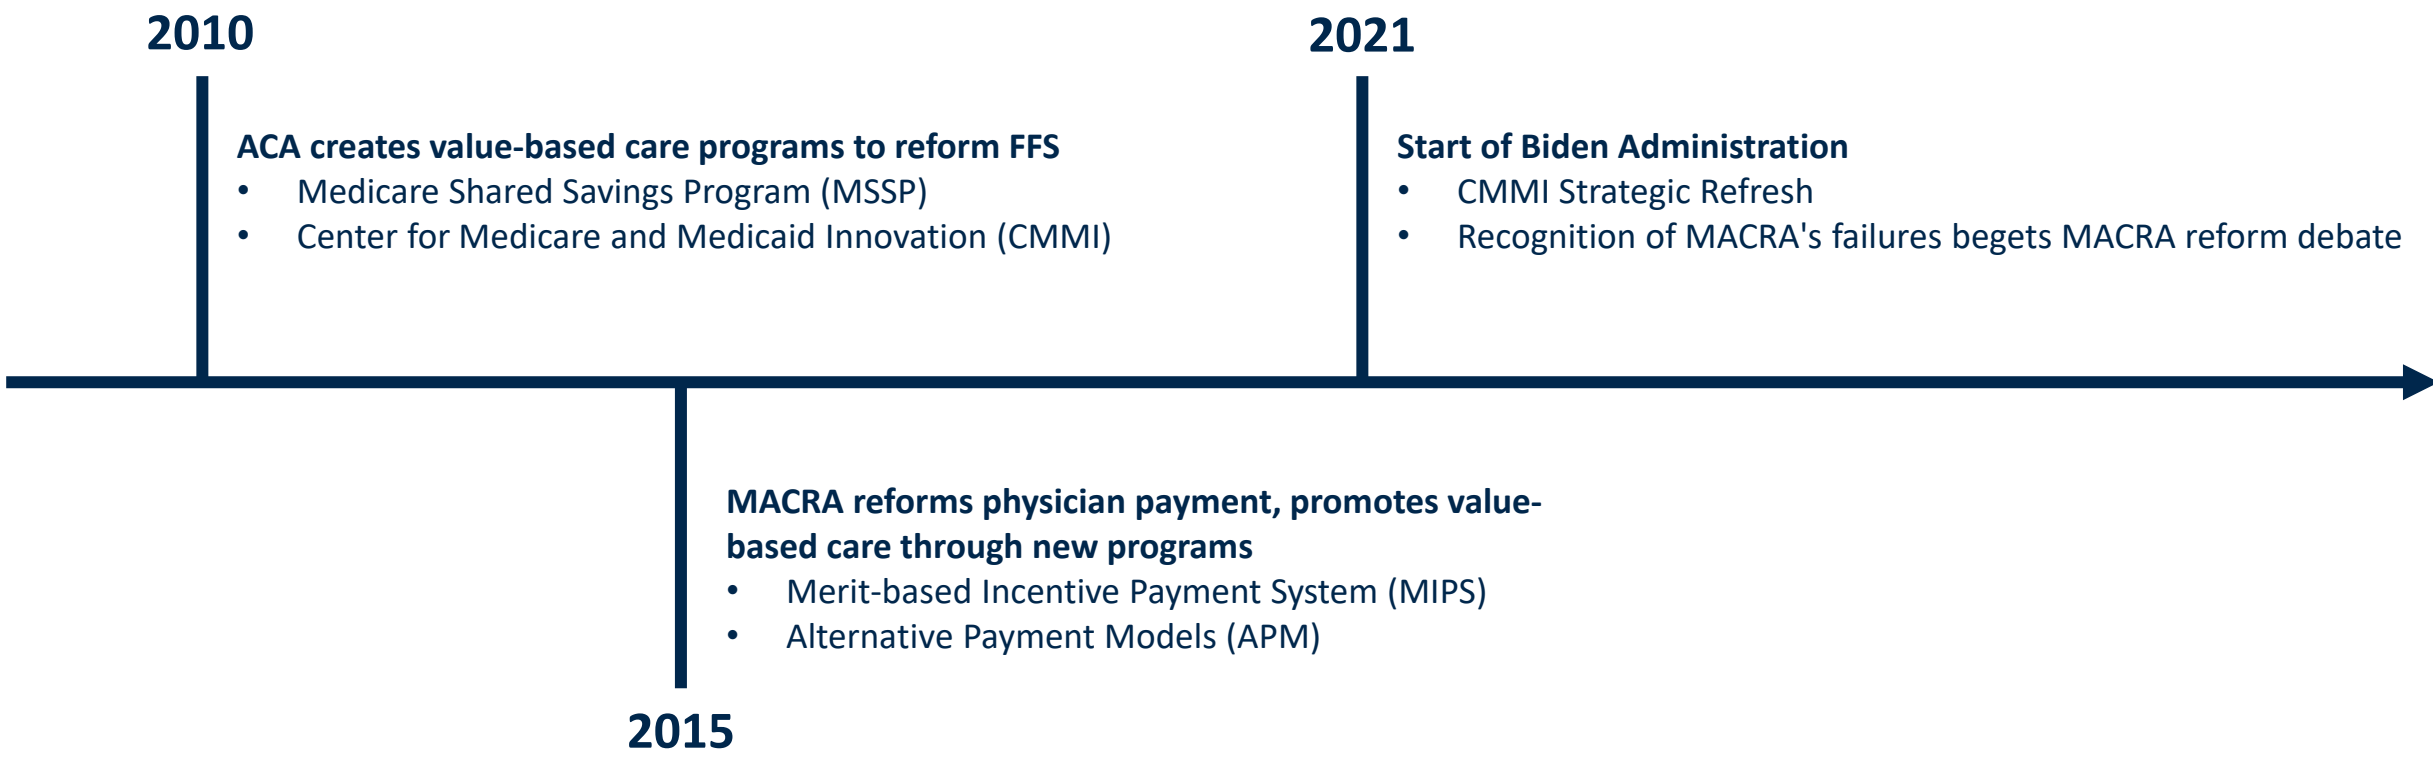 2010
ACA creates value-based care programs to reform FFS
• Medicare Shared Savings Program (MSSP)
• Center for Medicare and Medicaid Innovation (CMMI)
2021
Start of Biden Administration
• CMMI Strategic Refresh
• Recognition of MACRA's failures begets MACRA reform debate
MACRA reforms physician payment, promotes value-
based care through new programs
• Merit-based Incentive Payment System (MIPS)
• Alternative Payment Models (APM)
2015